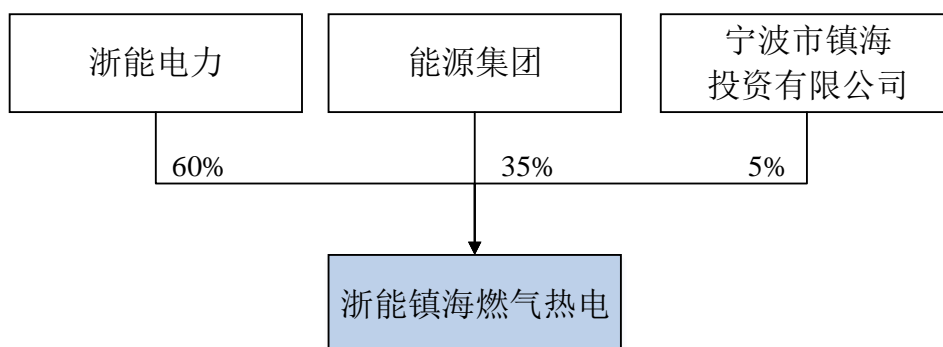 浙能电力
能源集团
宁波市镇海
投资有限公司
60%
35%
5%
浙能镇海燃气热电